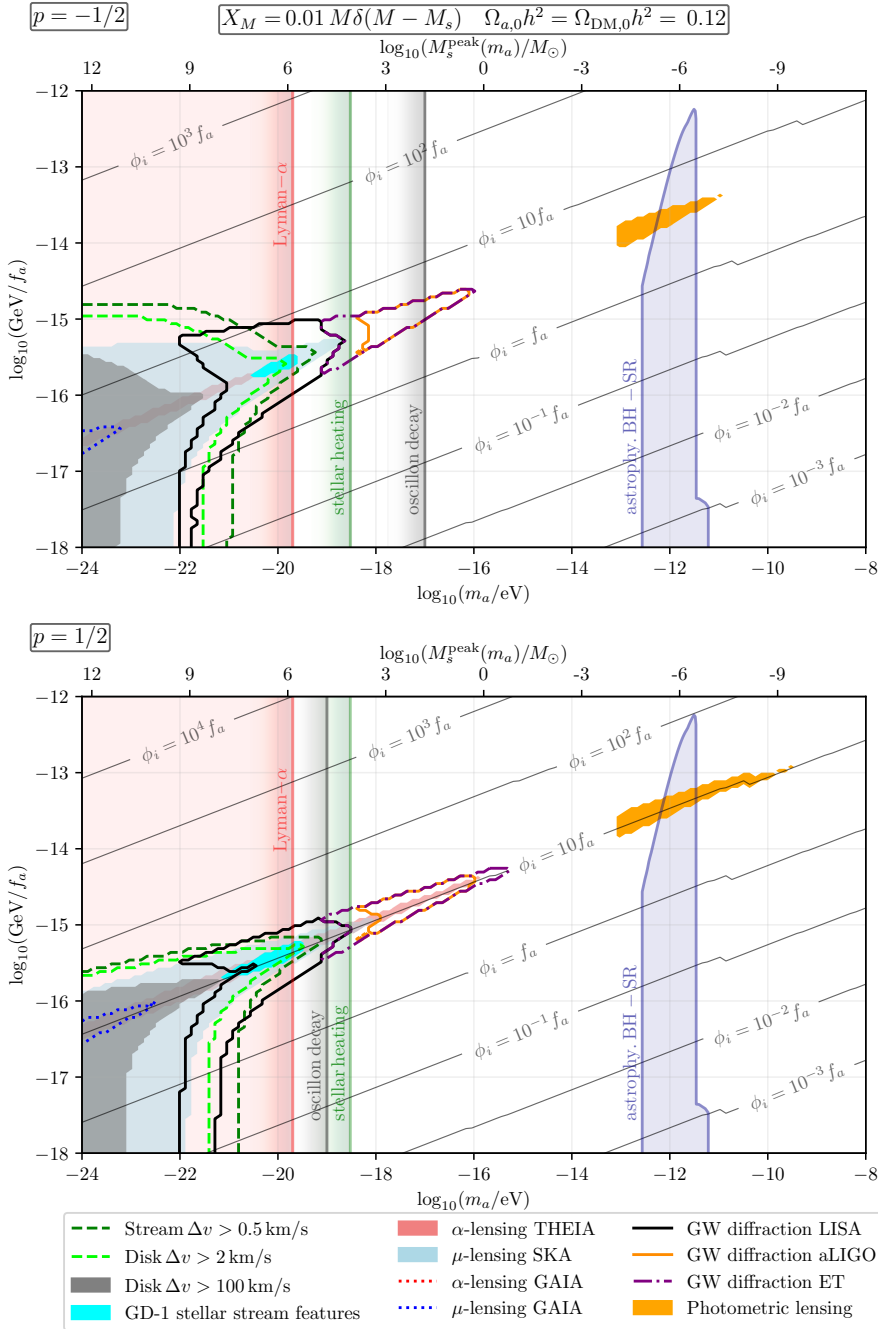 p = −1/2
X_M = 0.01 Mδ(M − M_s)   Ω_{a,0}h² = Ω_{DM,0}h² = 0.12
log₁₀(M_s^{peak}(m_a)/M_⊙)
12 9 6 3 0 -3 -6 -9
−12
−13
−14
−15
−16
−17
−18
log₁₀(GeV/f_a)
ϕ_i = 10³ f_a
ϕ_i = 10² f_a
ϕ_i = 10 f_a
ϕ_i = f_a
ϕ_i = 10⁻¹ f_a
ϕ_i = 10⁻² f_a
ϕ_i = 10⁻³ f_a
Lyman−α
stellar heating
oscillon decay
astrophy. BH − SR
−24 −22 −20 −18 −16 −14 −12 −10 −8
log₁₀(m_a/eV)
p = 1/2
log₁₀(M_s^{peak}(m_a)/M_⊙)
12 9 6 3 0 -3 -6 -9
−12
−13
−14
−15
−16
−17
−18
log₁₀(GeV/f_a)
ϕ_i = 10⁴ f_a
ϕ_i = 10³ f_a
ϕ_i = 10² f_a
ϕ_i = 10 f_a
ϕ_i = f_a
ϕ_i = 10⁻¹ f_a
ϕ_i = 10⁻² f_a
ϕ_i = 10⁻³ f_a
Lyman−α
oscillon decay
stellar heating
astrophy. BH − SR
−24 −22 −20 −18 −16 −14 −12 −10 −8
log₁₀(m_a/eV)
Stream Δv > 0.5 km/s
Disk Δv > 2 km/s
Disk Δv > 100 km/s
GD-1 stellar stream features
α-lensing THEIA
μ-lensing SKA
α-lensing GAIA
μ-lensing GAIA
GW diffraction LISA
GW diffraction aLIGO
GW diffraction ET
Photometric lensing